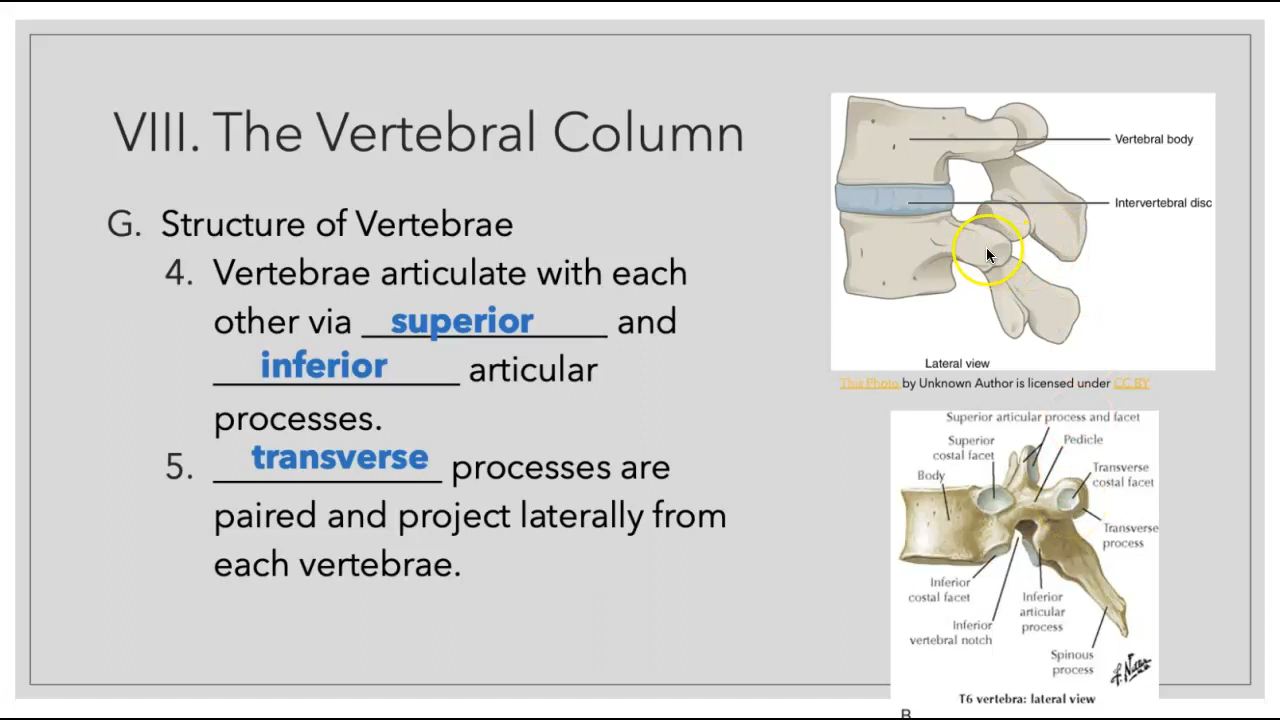 VIII. The Vertebral Column
G. Structure of Vertebrae
4. Vertebrae articulate with each
other via superior and
inferior articular
processes.
5. transverse processes are
paired and project laterally from
each vertebrae.
Vertebral body
Intervertebral disc
Lateral view
This Photo by Unknown Author is licensed under CC BY
Superior articular process and facet
Superior
costal facet
Pedicle
Body
Transverse
costal facet
Transverse
process
Inferior
costal facet
Inferior
articular
process
Inferior
vertebral notch
Spinous
process
T6 vertebra: lateral view
B